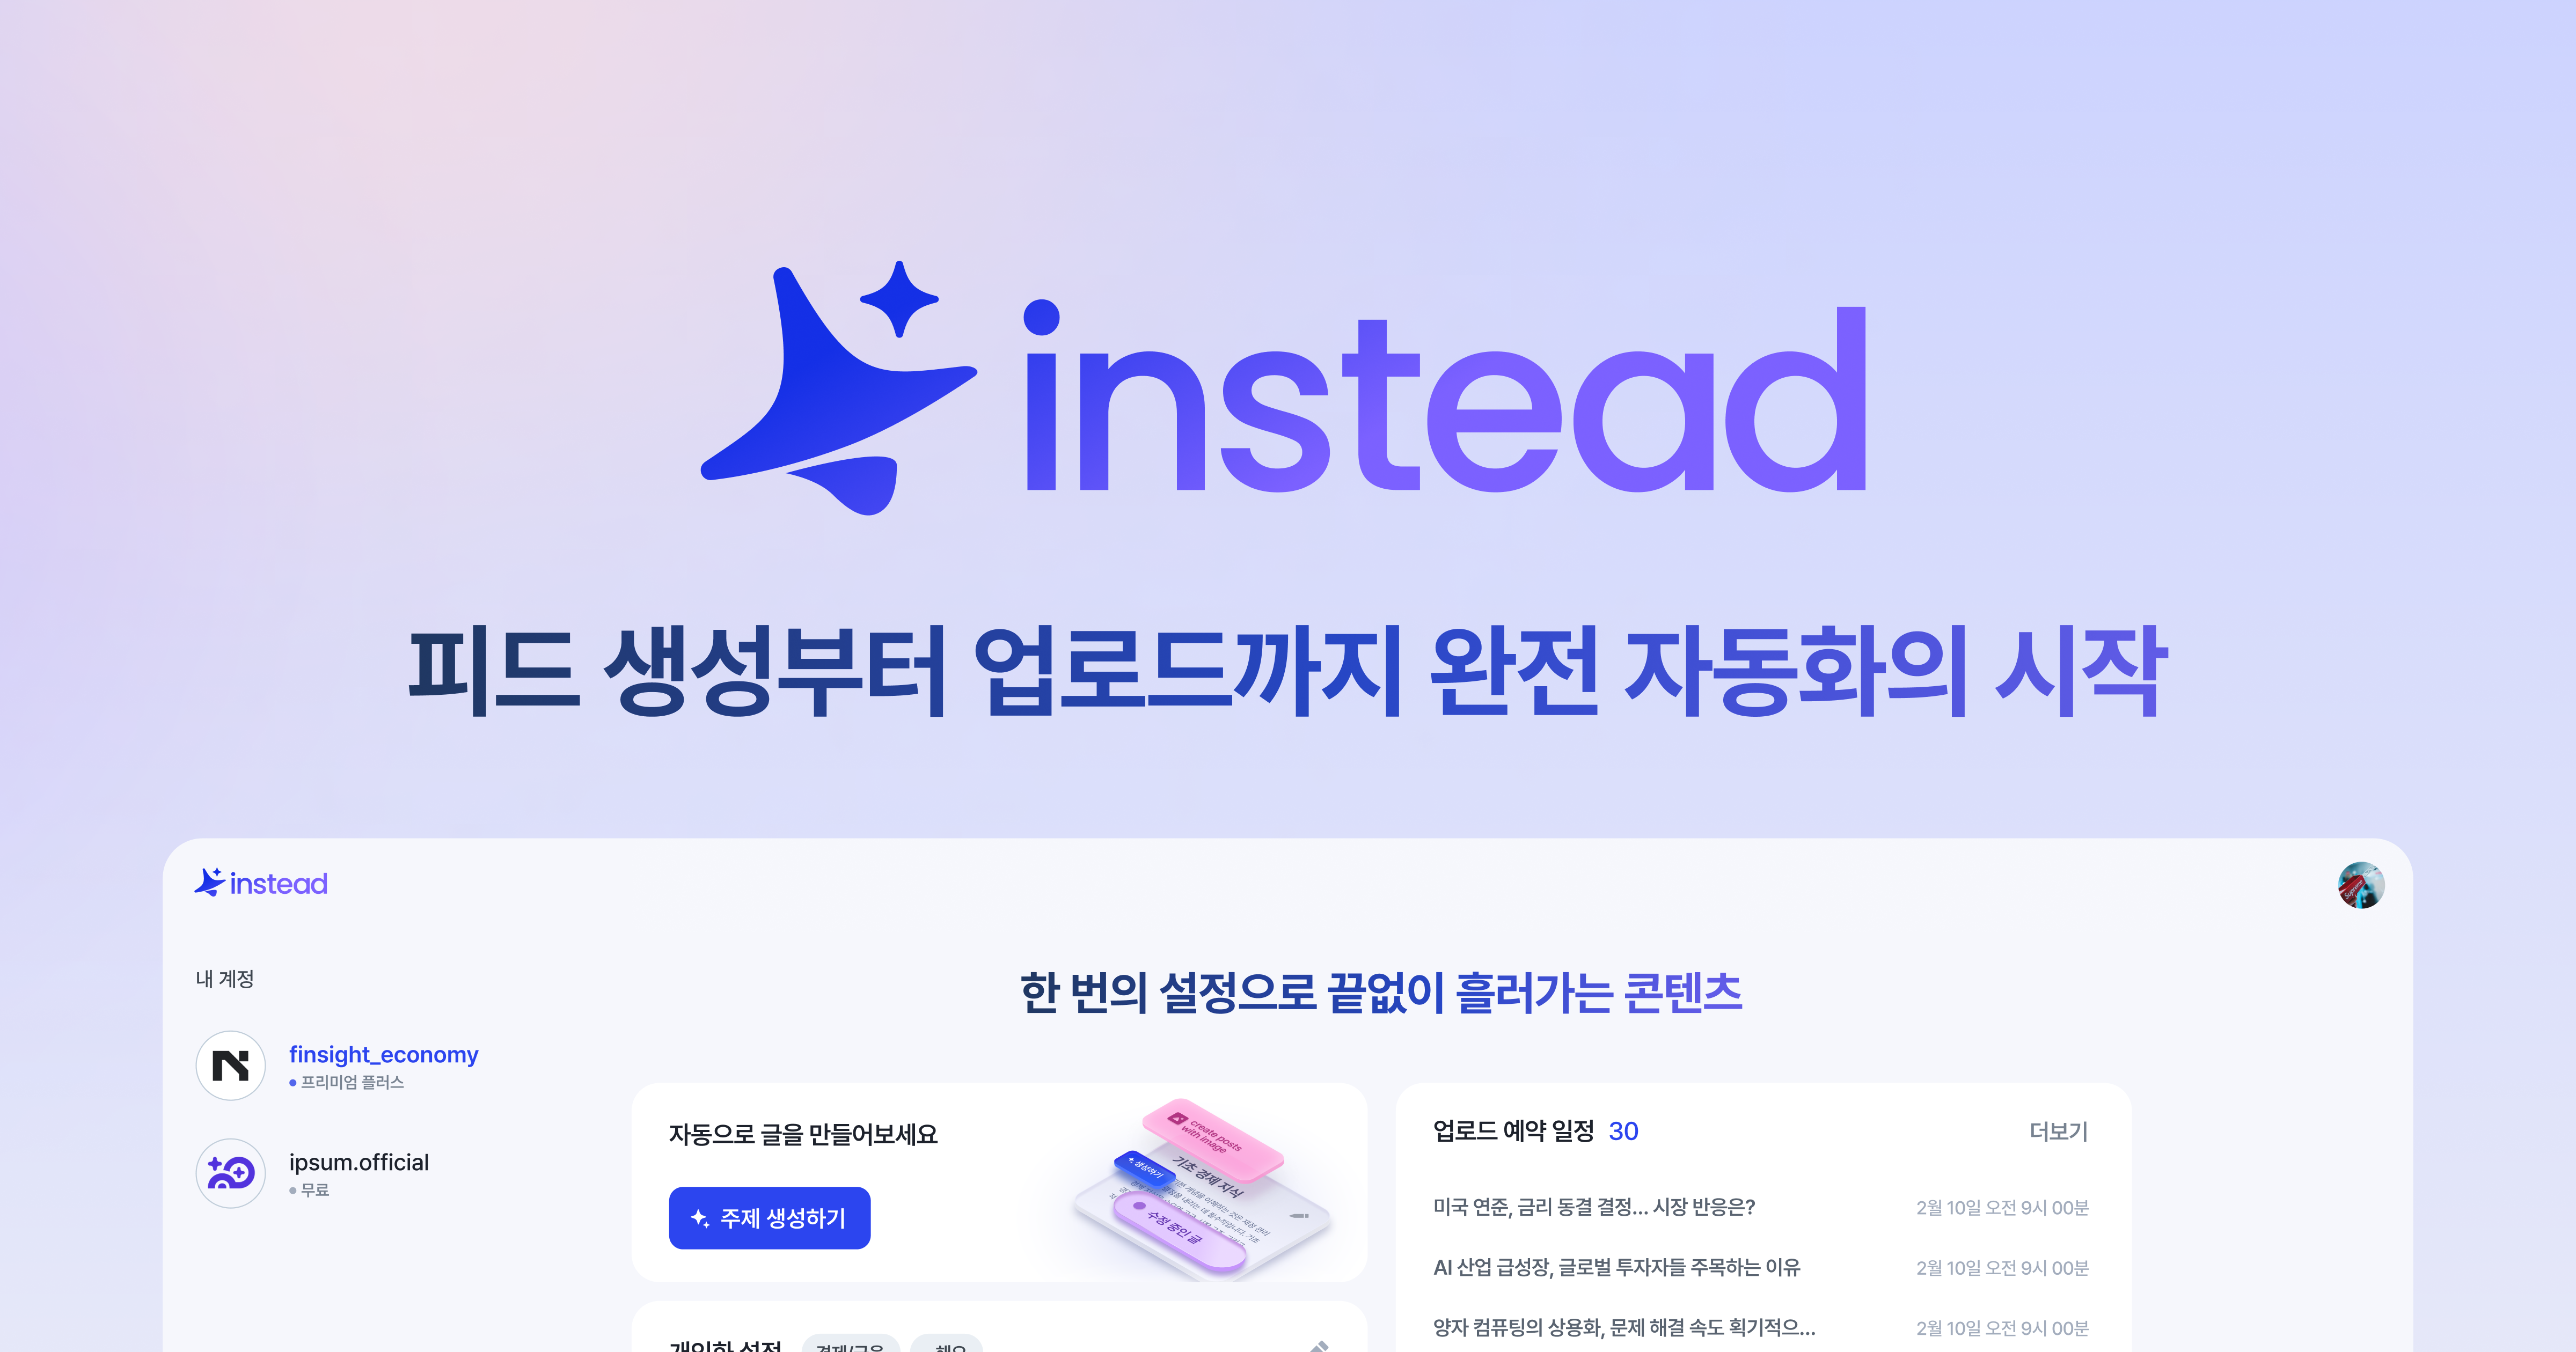 instead
피드 생성부터 업로드까지 완전 자동화의 시작
instead
내 계정
finsight_economy
프리미엄 플러스
ipsum.official
무료
한 번의 설정으로 끝없이 흘러가는 콘텐츠
자동으로 글을 만들어보세요
주제 생성하기
create posts
with image
생성하기
기초 경제 지식
수정 중인 글
업로드 예약 일정 30
더보기
미국 연준, 금리 동결 결정... 시장 반응은? 2월 10일 오전 9시 00분
AI 산업 급성장, 글로벌 투자자들 주목하는 이유 2월 10일 오전 9시 00분
양자 컴퓨팅의 상용화, 문제 해결 속도 획기적으... 2월 10일 오전 9시 00분
개인화 설정